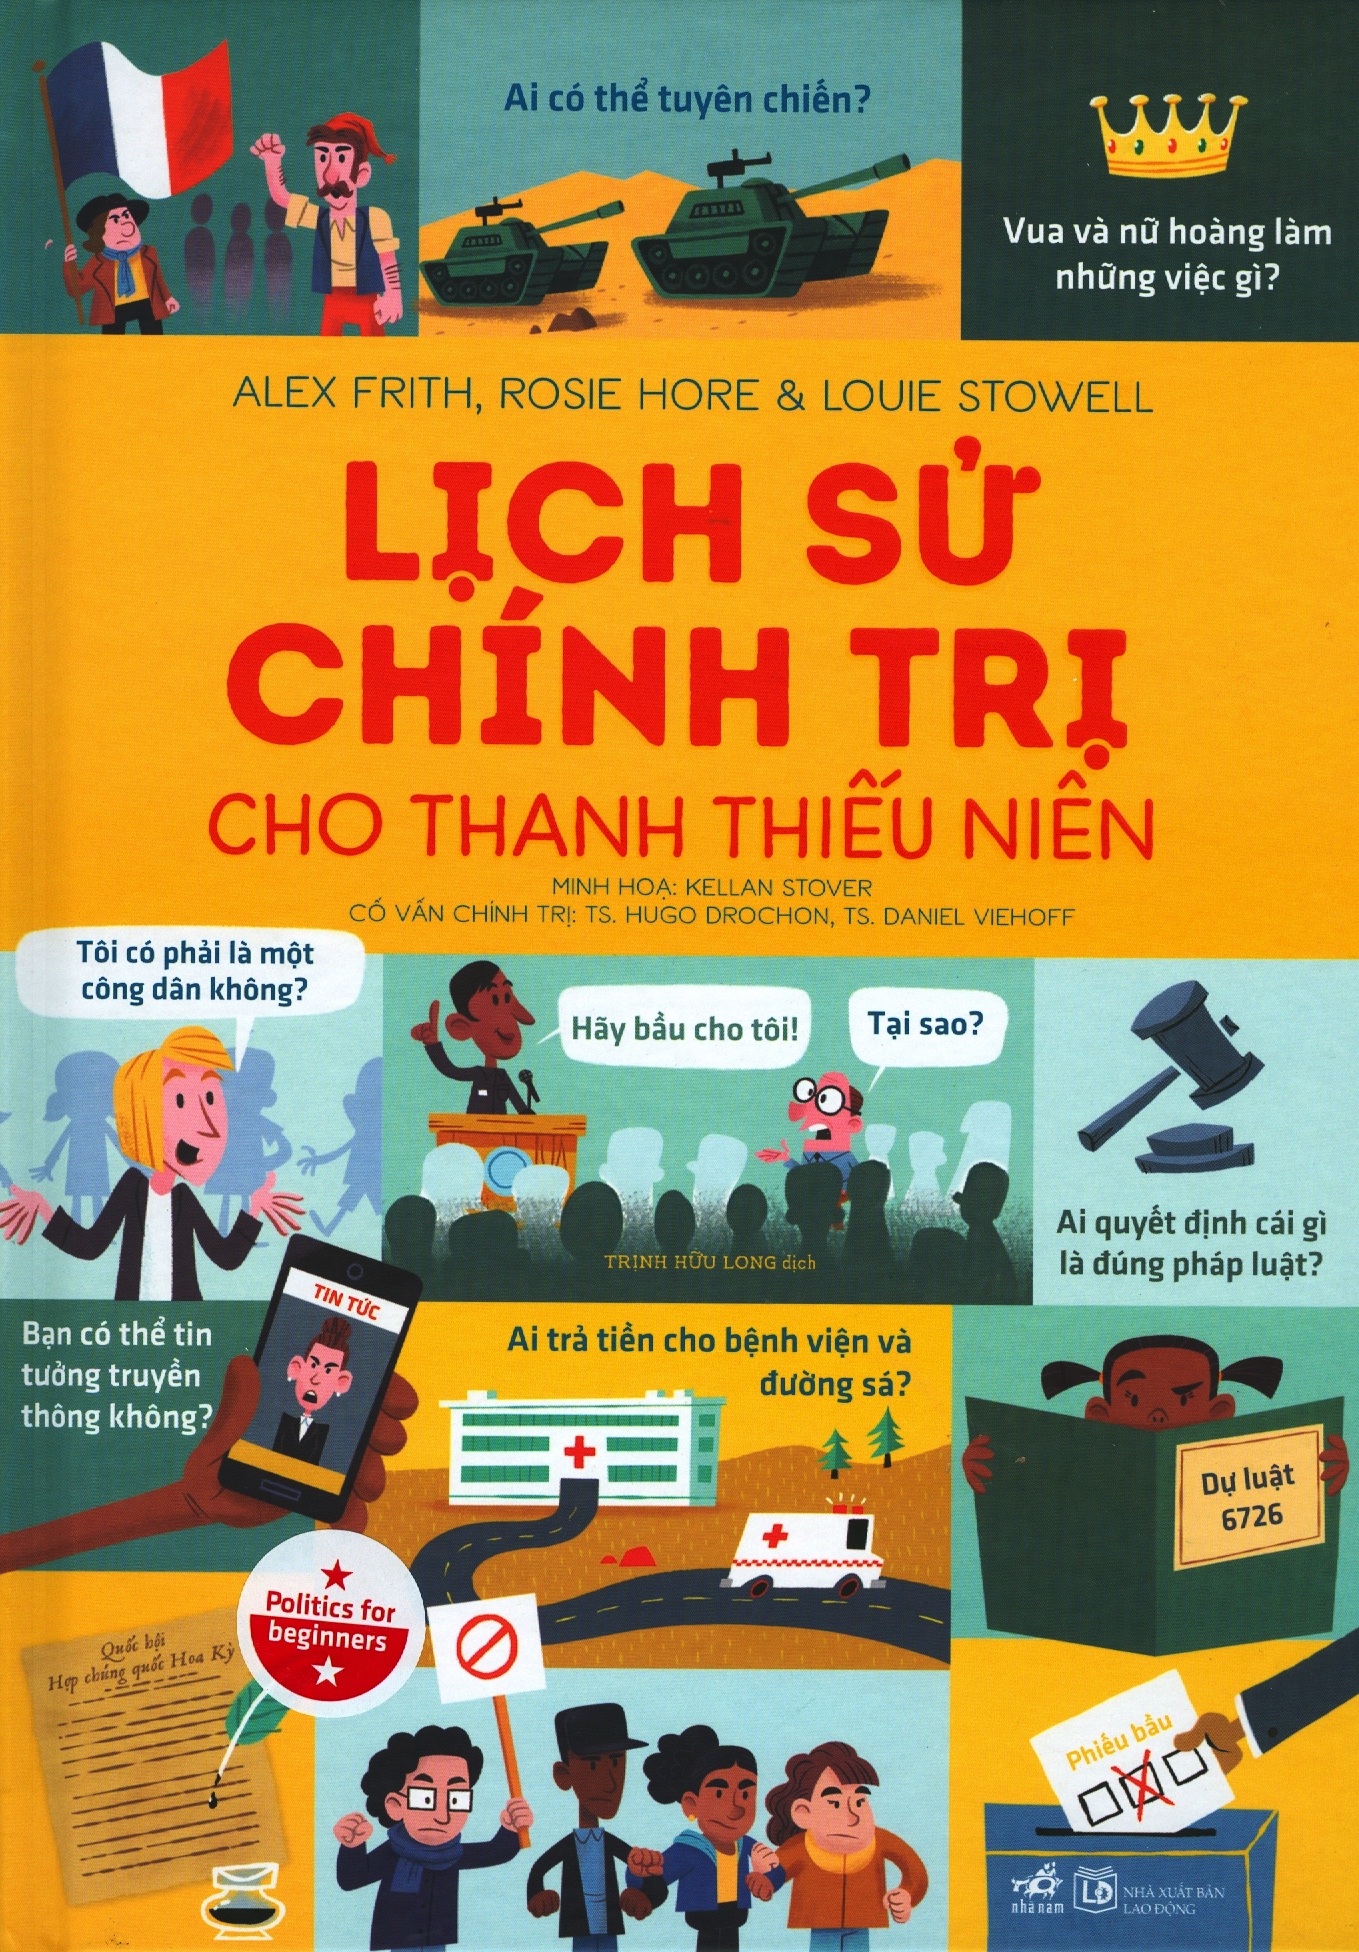 Ai có thể tuyên chiến?
Vua và nữ hoàng làm
những việc gì?
ALEX FRITH, ROSIE HORE & LOUIE STOWELL
LỊCH SỬ
CHÍNH TRỊ
CHO THANH THIẾU NIÊN
MINH HOẠ: KELLAN STOVER
CỐ VẤN CHÍNH TRỊ: TS. HUGO DROCHON, TS. DANIEL VIEHOFF
Tôi có phải là một
công dân không?
Hãy bầu cho tôi!
Tại sao?
TRỊNH HỮU LONG dịch
Ai quyết định cái gì
là đúng pháp luật?
Bạn có thể tin
tưởng truyền
thông không?
TIN TỨC
Ai trả tiền cho bệnh viện và
đường sá?
Dự luật
6726
Politics for
beginners
Quốc hội
Hợp chúng quốc Hoa Kỳ
Phiếu bầu
nhã nam
LĐ
NHÀ XUẤT BẢN
LAO ĐỘNG